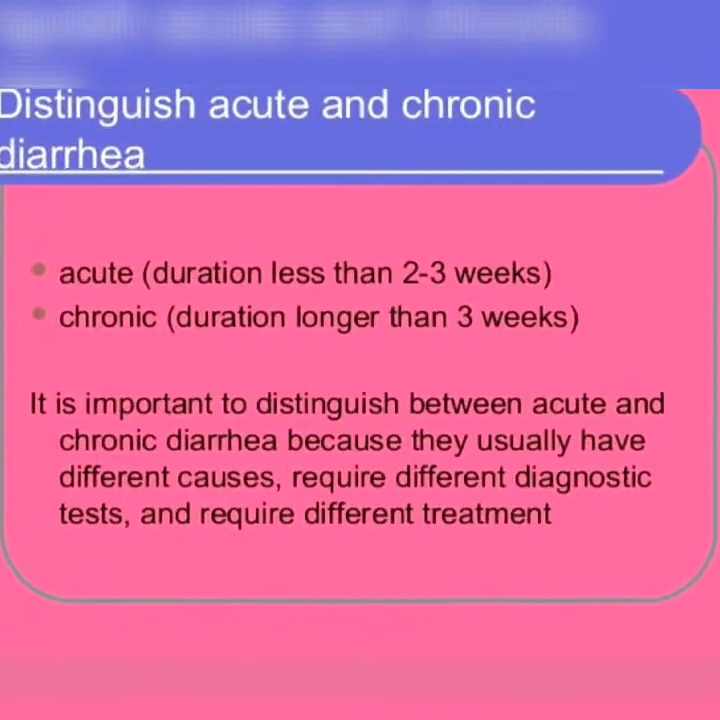 Distinguish acute and chronic
diarrhea
acute (duration less than 2-3 weeks)
chronic (duration longer than 3 weeks)
It is important to distinguish between acute and
chronic diarrhea because they usually have
different causes, require different diagnostic
tests, and require different treatment